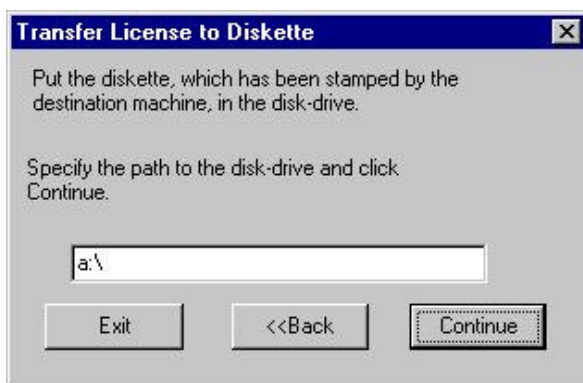 Transfer License to Diskette
Put the diskette, which has been stamped by the
destination machine, in the disk-drive.
Specify the path to the disk-drive and click
Continue.
a:\
Exit
<<Back
Continue